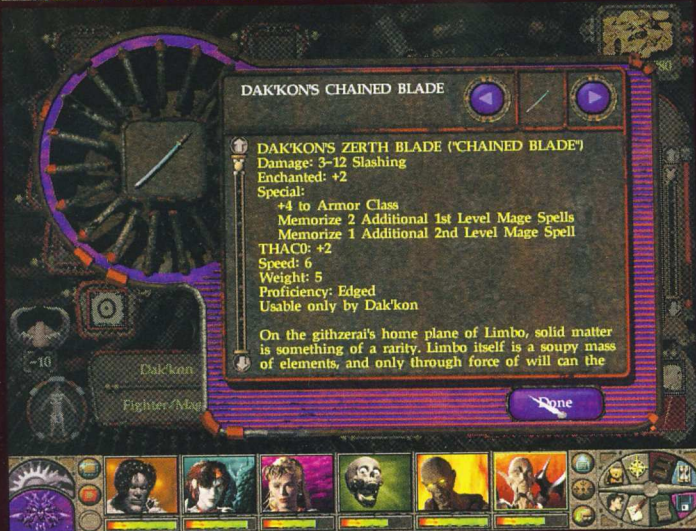 DAK'KON'S CHAINED BLADE
DAK'KON'S ZERTH BLADE ("CHAINED BLADE")
Damage: 3-12 Slashing
Enchanted: +2
Special:
+4 to Armor Class
Memorize 2 Additional 1st Level Mage Spells
Memorize 1 Additional 2nd Level Mage Spell
THAC0: +2
Speed: 6
Weight: 5
Proficiency: Edged
Usable only by Dak'kon
On the githzerai's home plane of Limbo, solid matter
is something of a rarity. Limbo itself is a soupy mass
of elements, and only through force of will can the
-10
Dak'kon
Fighter/Mag
Done